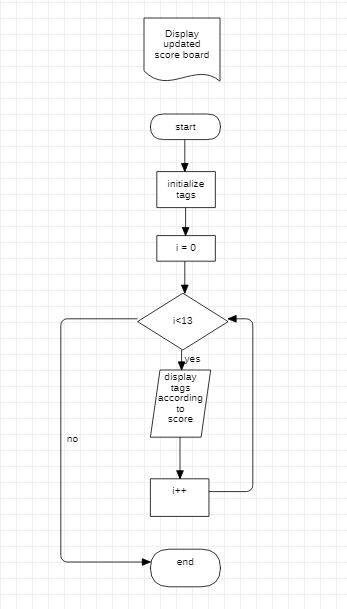 Display
updated
score board
start
initialize
tags
i = 0
i<13
yes
display
tags
according
to
score
no
i++
end